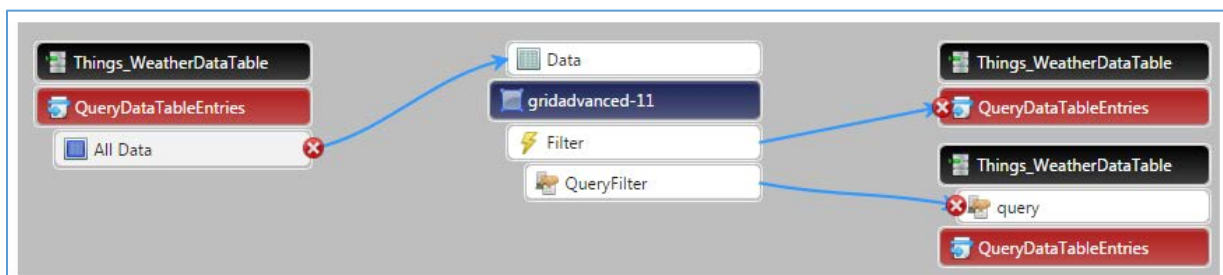 Things_WeatherDataTable
QueryDataTableEntries
All Data
Data
gridadvanced-11
Filter
QueryFilter
Things_WeatherDataTable
QueryDataTableEntries
Things_WeatherDataTable
query
QueryDataTableEntries